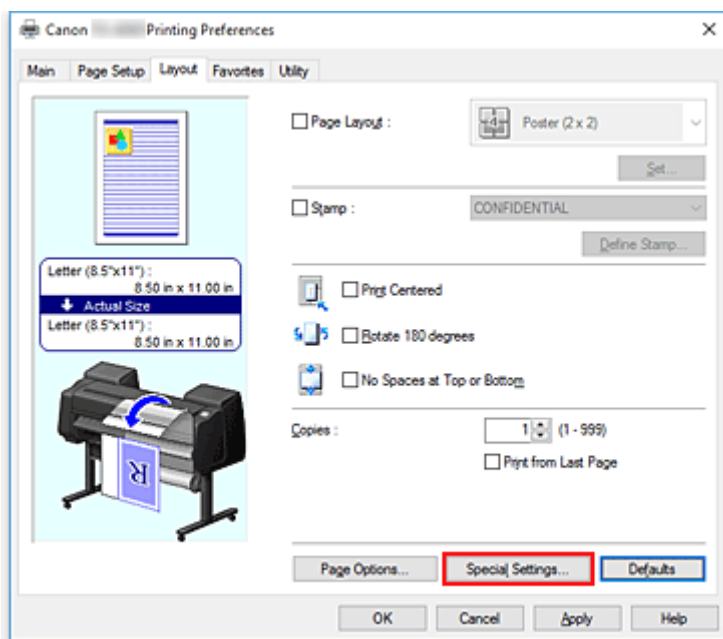 Canon Printing Preferences
Main Page Setup Layout Favorites Utility
Page Layout :
4
Poster (2 x 2)
Set...
Stamp :
CONFIDENTIAL
Define Stamp...
Letter (8.5"x11") :
8.50 in x 11.00 in
Actual Size
Letter (8.5"x11") :
8.50 in x 11.00 in
Print Centered
Rotate 180 degrees
No Spaces at Top or Bottom
R
Copies :
1 (1 - 999)
Print from Last Page
Page Options... Special Settings... Defaults
OK Cancel Apply Help